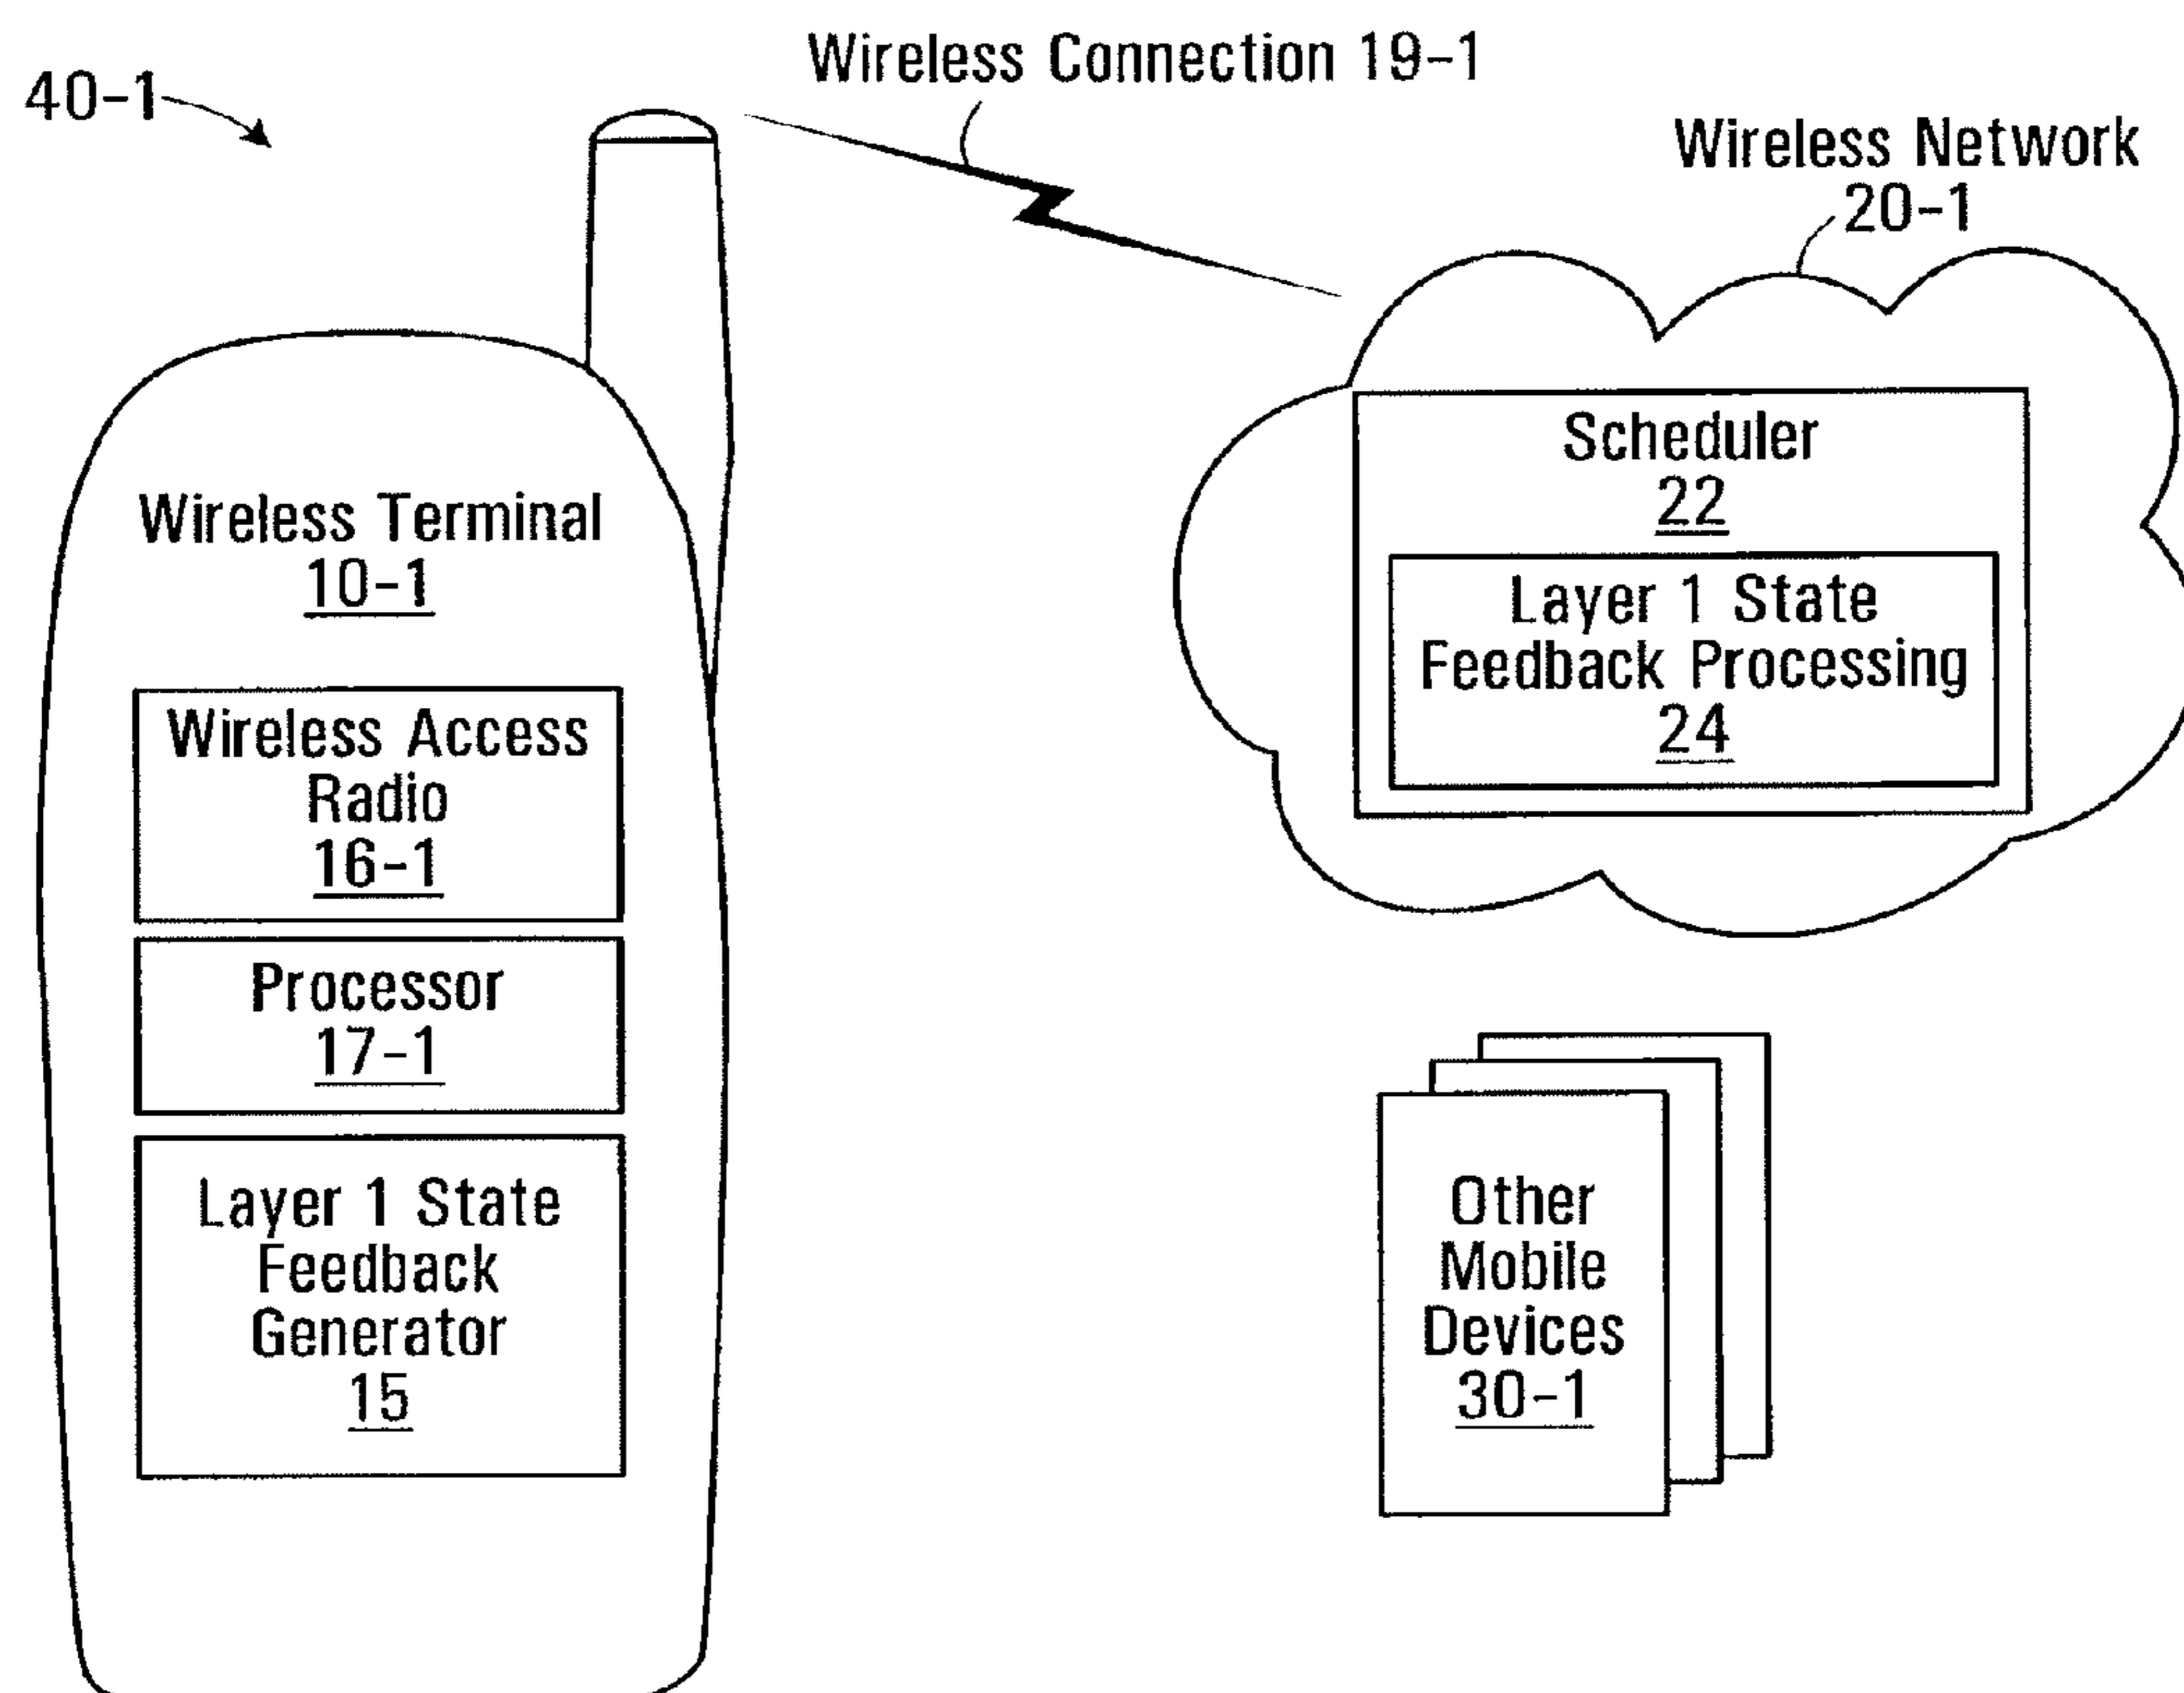 40-1
Wireless Connection 19-1
Wireless Network
20-1
Wireless Terminal
10-1
Wireless Access
Radio
16-1
Processor
17-1
Layer 1 State
Feedback
Generator
15
Scheduler
22
Layer 1 State
Feedback Processing
24
Other
Mobile
Devices
30-1